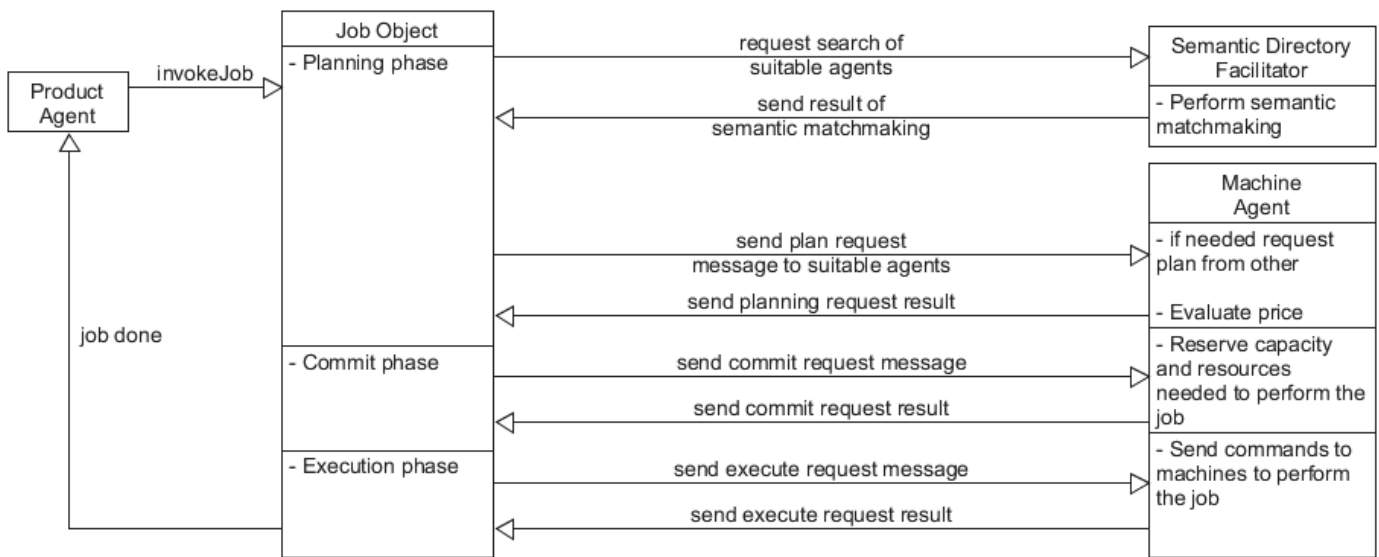 Job Object
- Planning phase
invokeJob
Product
Agent
request search of
suitable agents
send result of
semantic matchmaking
Semantic Directory
Facilitator
- Perform semantic
matchmaking
Machine
Agent
send plan request
message to suitable agents
- if needed request
plan from other
send planning request result
- Evaluate price
job done
- Commit phase
send commit request message
- Reserve capacity
and resources
needed to perform the
job
send commit request result
- Execution phase
send execute request message
- Send commands to
machines to perform
the job
send execute request result